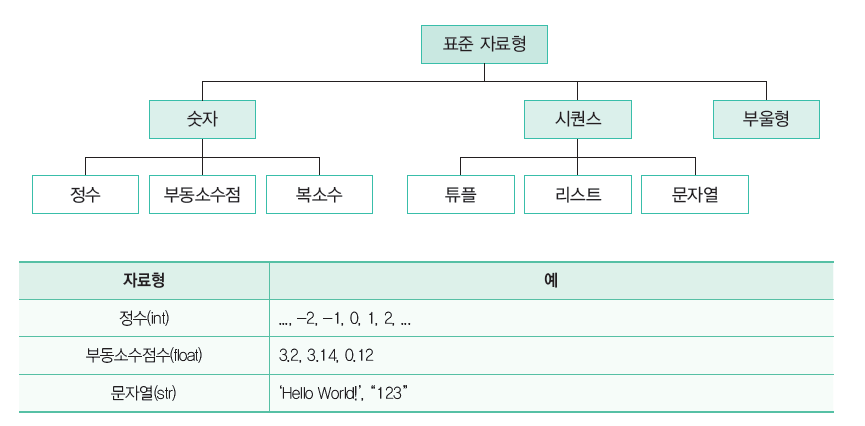 표준 자료형
숫자 시퀀스 부울형
정수 부동소수점 복소수 튜플 리스트 문자열
자료형 예
정수(int) ..., −2, −1, 0, 1, 2, ...
부동소수점수(float) 3.2, 3.14, 0.12
문자열(str) ‘Hello World!’, “123”